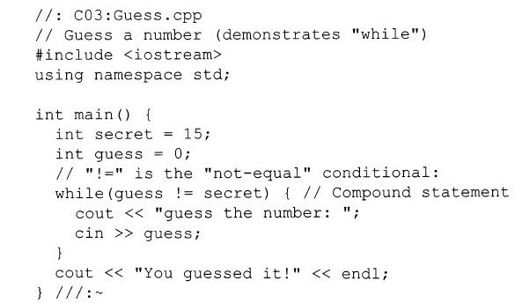 //: C03:Guess.cpp
// Guess a number (demonstrates "while")
#include <iostream>
using namespace std;

int main() {
  int secret = 15;
  int guess = 0;
  // "!=" is the "not-equal" conditional:
  while(guess != secret) { // Compound statement
    cout << "guess the number: ";
    cin >> guess;
  }
  cout << "You guessed it!" << endl;
} ///:~